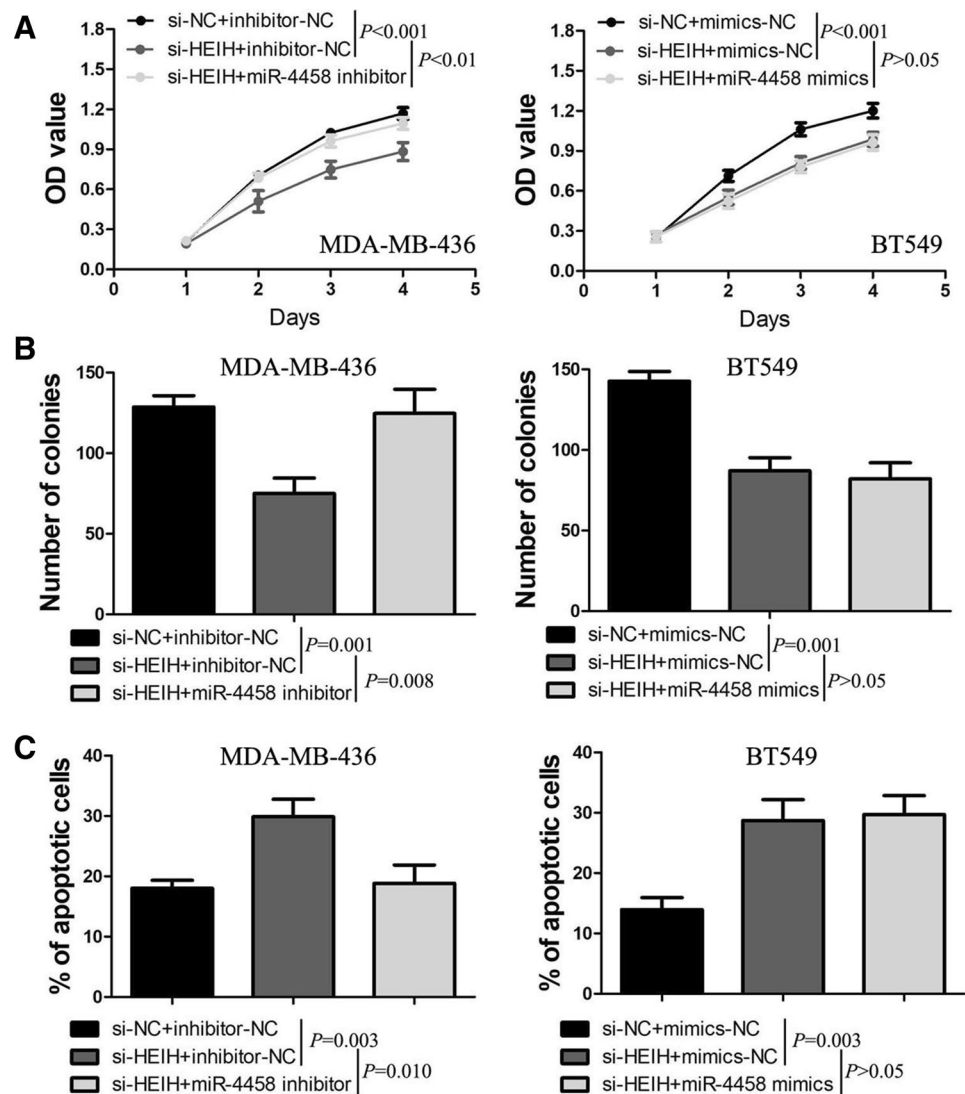 A
si-NC+inhibitor-NC
si-HEIH+inhibitor-NC
si-HEIH+miR-4458 inhibitor
P<0.001
P<0.01
OD value
1.8
1.5
1.2
0.9
0.6
0.3
0.0
0 1 2 3 4 5
Days
MDA-MB-436
si-NC+mimics-NC
si-HEIH+mimics-NC
si-HEIH+miR-4458 mimics
P<0.001
P>0.05
OD value
1.8
1.5
1.2
0.9
0.6
0.3
0.0
0 1 2 3 4 5
Days
BT549
B
MDA-MB-436
Number of colonies
150
100
50
0
si-NC+inhibitor-NC
si-HEIH+inhibitor-NC
si-HEIH+miR-4458 inhibitor
P=0.001
P=0.008
BT549
Number of colonies
150
100
50
0
si-NC+mimics-NC
si-HEIH+mimics-NC
si-HEIH+miR-4458 mimics
P=0.001
P>0.05
C
MDA-MB-436
% of apoptotic cells
40
30
20
10
0
si-NC+inhibitor-NC
si-HEIH+inhibitor-NC
si-HEIH+miR-4458 inhibitor
P=0.003
P=0.010
BT549
% of apoptotic cells
40
30
20
10
0
si-NC+mimics-NC
si-HEIH+mimics-NC
si-HEIH+miR-4458 mimics
P=0.003
P>0.05